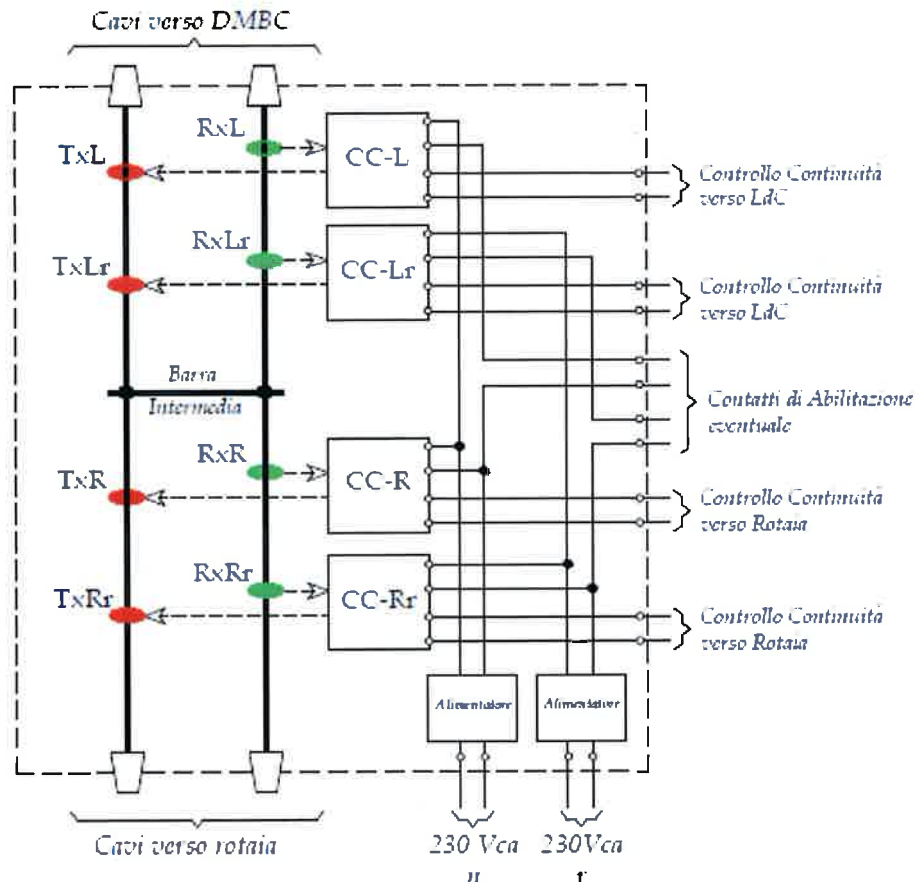 Cavi verso DMBC
RxL
TxL
CC-L
Controllo Continuità
verso LdC
RxLr
TxLr
CC-Lr
Controllo Continuità
verso LdC
Barra
Intermedia
Contatti di Abilitazione
eventuale
RxR
TxR
CC-R
Controllo Continuità
verso Rotaia
RxRr
TxRr
CC-Rr
Controllo Continuità
verso Rotaia
Alimentatore
Alimentatore
Cavi verso rotaia
230 Vca
230Vca
n
r